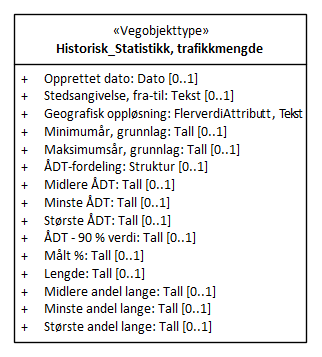 «Vegobjekttype»
Historisk_Statistikk, trafikkmengde
+ Opprettet dato: Dato [0..1]
+ Stedsangivelse, fra-til: Tekst [0..1]
+ Geografisk oppløsning: FlerverdiAttributt, Tekst
+ Minimumår, grunnlag: Tall [0..1]
+ Maksimumsår, grunnlag: Tall [0..1]
+ ÅDT-fordeling: Struktur [0..1]
+ Midlere ÅDT: Tall [0..1]
+ Minste ÅDT: Tall [0..1]
+ Største ÅDT: Tall [0..1]
+ ÅDT - 90 % verdi: Tall [0..1]
+ Målt %: Tall [0..1]
+ Lengde: Tall [0..1]
+ Midlere andel lange: Tall [0..1]
+ Minste andel lange: Tall [0..1]
+ Største andel lange: Tall [0..1]